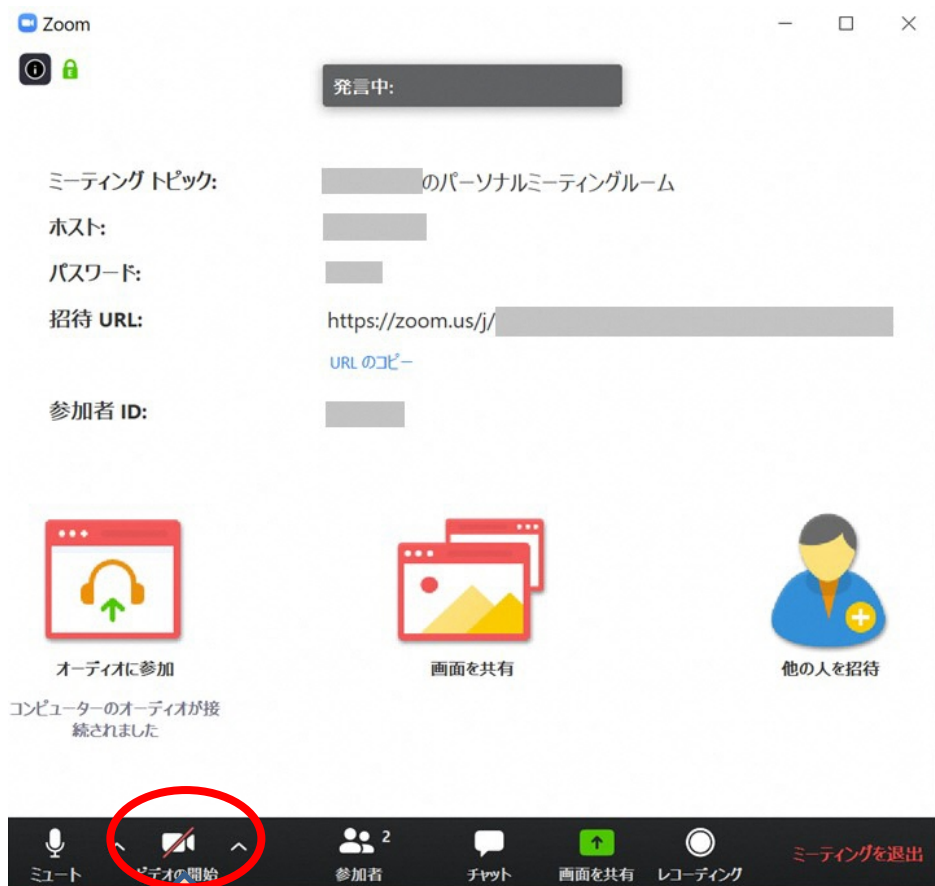 Zoom
発言中:
ミーティング トピック:
のパーソナルミーティングルーム
ホスト:
パスワード:
招待 URL:
https://zoom.us/j/
URL のコピー
参加者 ID:
オーディオに参加
画面を共有
他の人を招待
コンピューターのオーディオが接
続されました
2
ミュート
ビデオの開始
参加者
チャット
画面を共有
レコーディング
ミーティングを退出